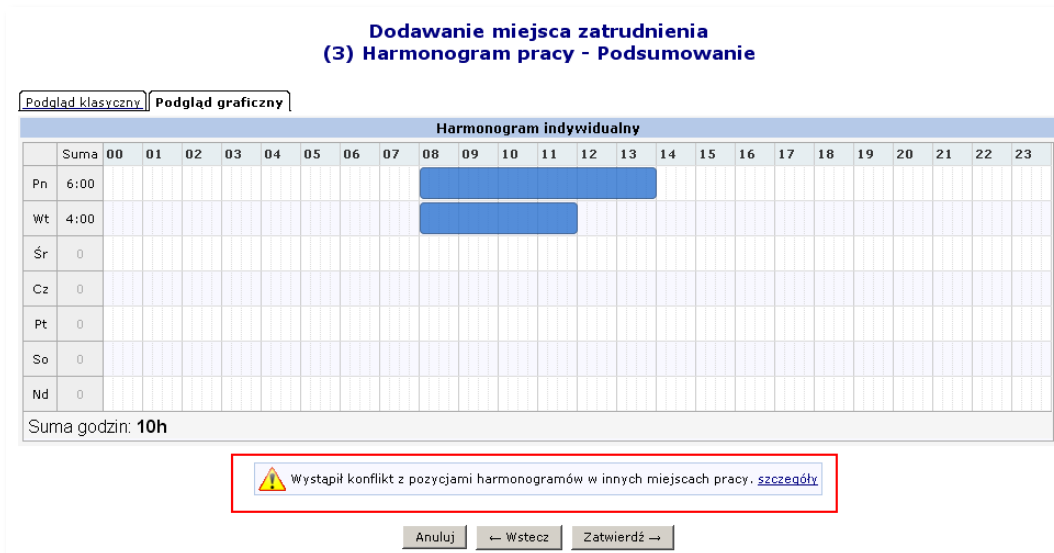 Dodawanie miejsca zatrudnienia
(3) Harmonogram pracy - Podsumowanie
Podgląd klasyczny Podgląd graficzny
Harmonogram indywidualny
Suma 00 01 02 03 04 05 06 07 08 09 10 11 12 13 14 15 16 17 18 19 20 21 22 23
Pn 6:00
Wt 4:00
Śr 0
Cz 0
Pt 0
So 0
Nd 0
Suma godzin: 10h
Wystąpił konflikt z pozycjami harmonogramów w innych miejscach pracy. szczegóły
Anuluj ← Wstecz Zatwierdź →